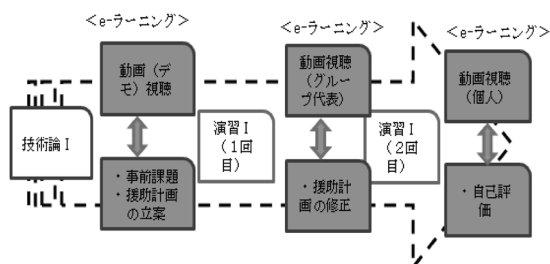 <e-ラーニング>
<e-ラーニング>
<e-ラーニング>
動画(デ
モ)視聴
動画視聴
(グルー
プ代表)
動画視聴
(個人)
技術論Ⅰ
演習Ⅰ
(1回
目)
演習Ⅰ
(2回
目)
・事前課題
・援助計画
の立案
・援助計
画の修正
・自己評
価